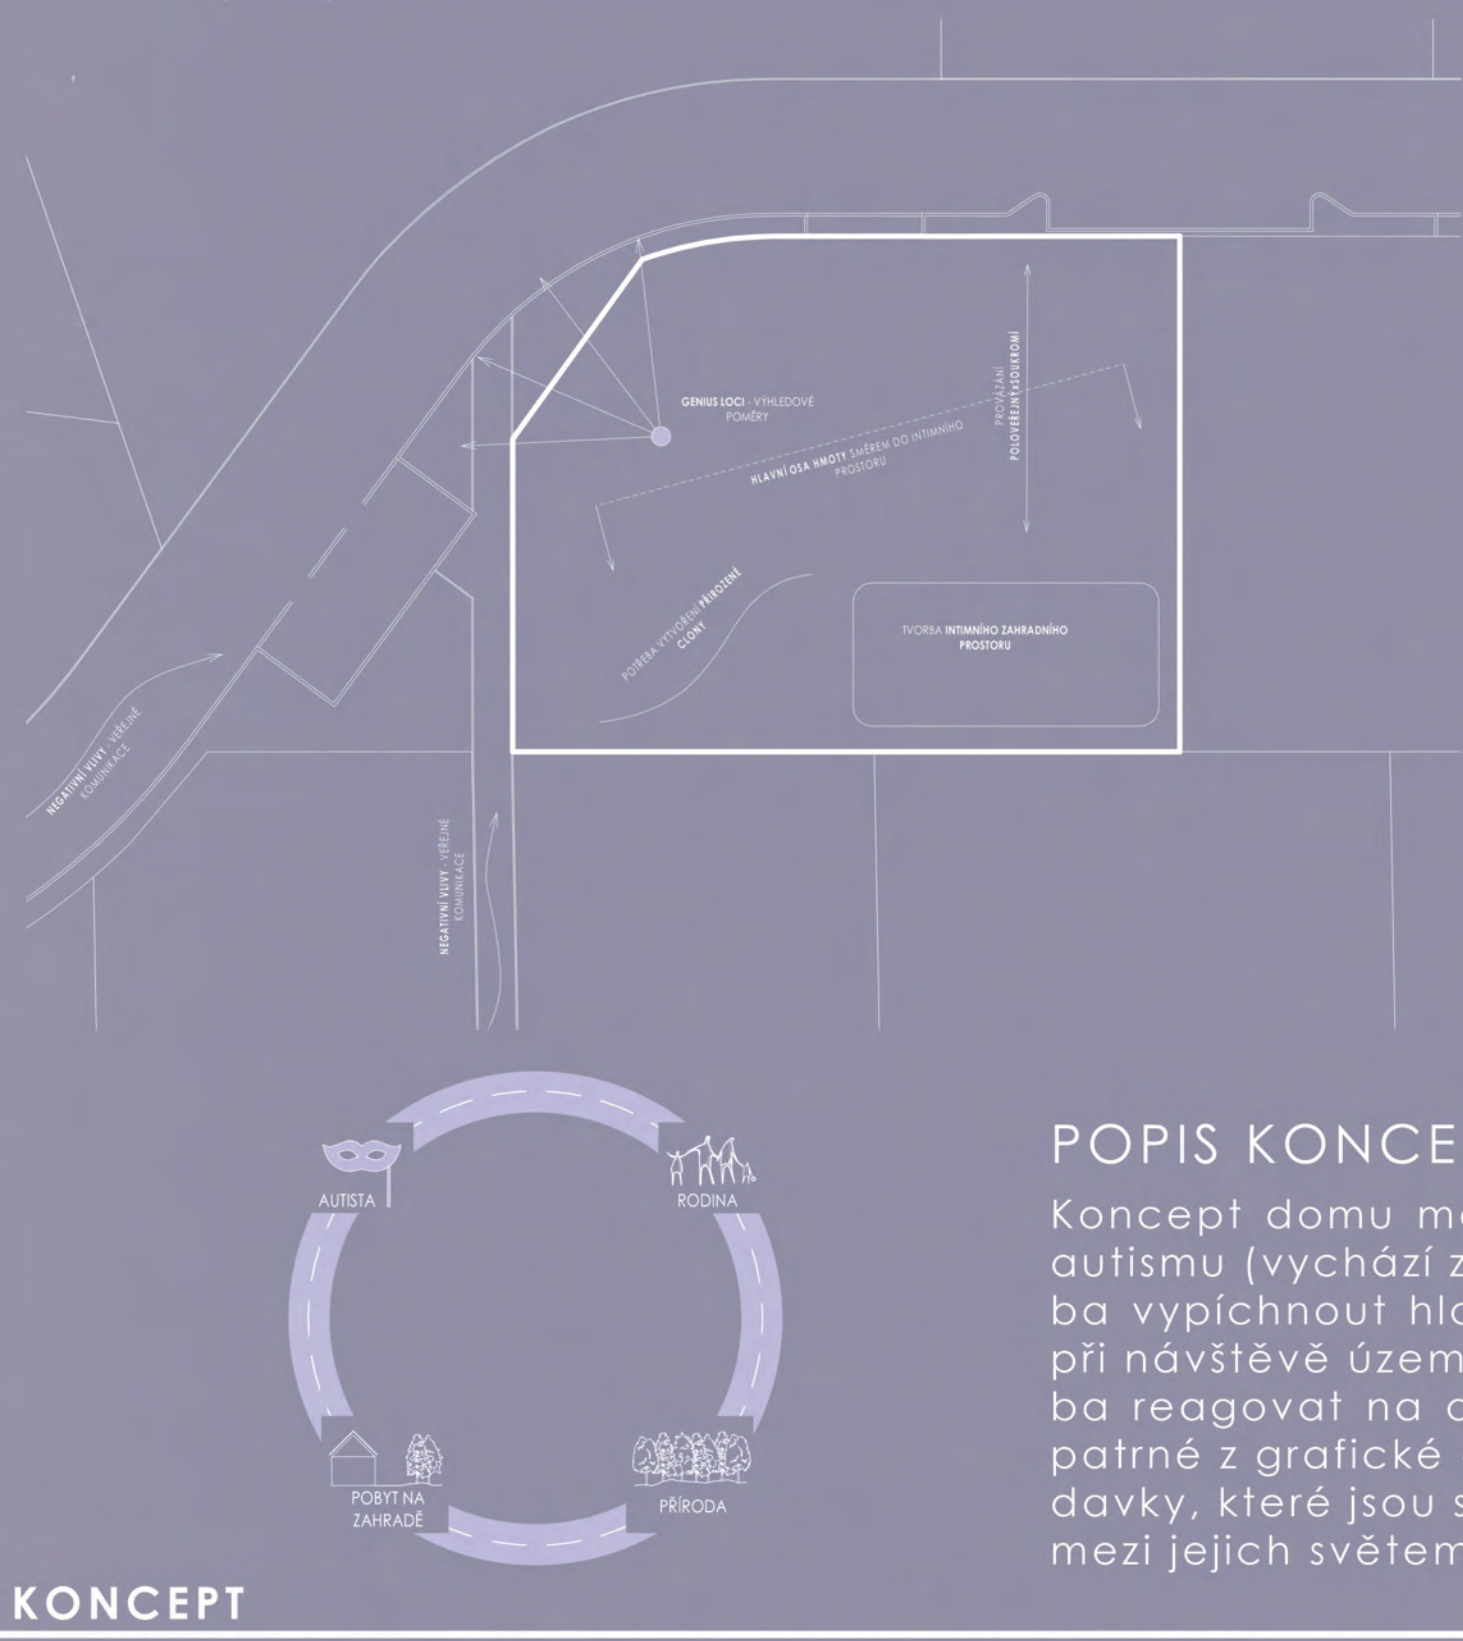 GENIUS LOCI - VÝHLEDOVÉ
POMĚRY
PROVÁZÁNÍ
POLOVEŘEJNÝxSOUKROMÍ
HLAVNÍ OSA HMOTY SMĚREM DO INTIMNÍHO
PROSTORU
POTŘEBA VYTVOŘENÍ PŘIROZENÉ
CLONY
TVORBA INTIMNÍHO ZAHRADNÍHO
PROSTORU
NEGATIVNÍ VLIVY - VEŘEJNÉ
KOMUNIKACE
NEGATIVNÍ VLIVY - VEŘEJNÉ
KOMUNIKACE
AUTISTA
RODINA
POBYT NA
ZAHRADĚ
PŘÍRODA
POPIS KONCE
Koncept domu
autismu (vychází z
ba vypíchnout
při návštěvě územ
ba reagovat na
patrné z grafické
davky, které jsou s
mezi jejich světem
KONCEPT